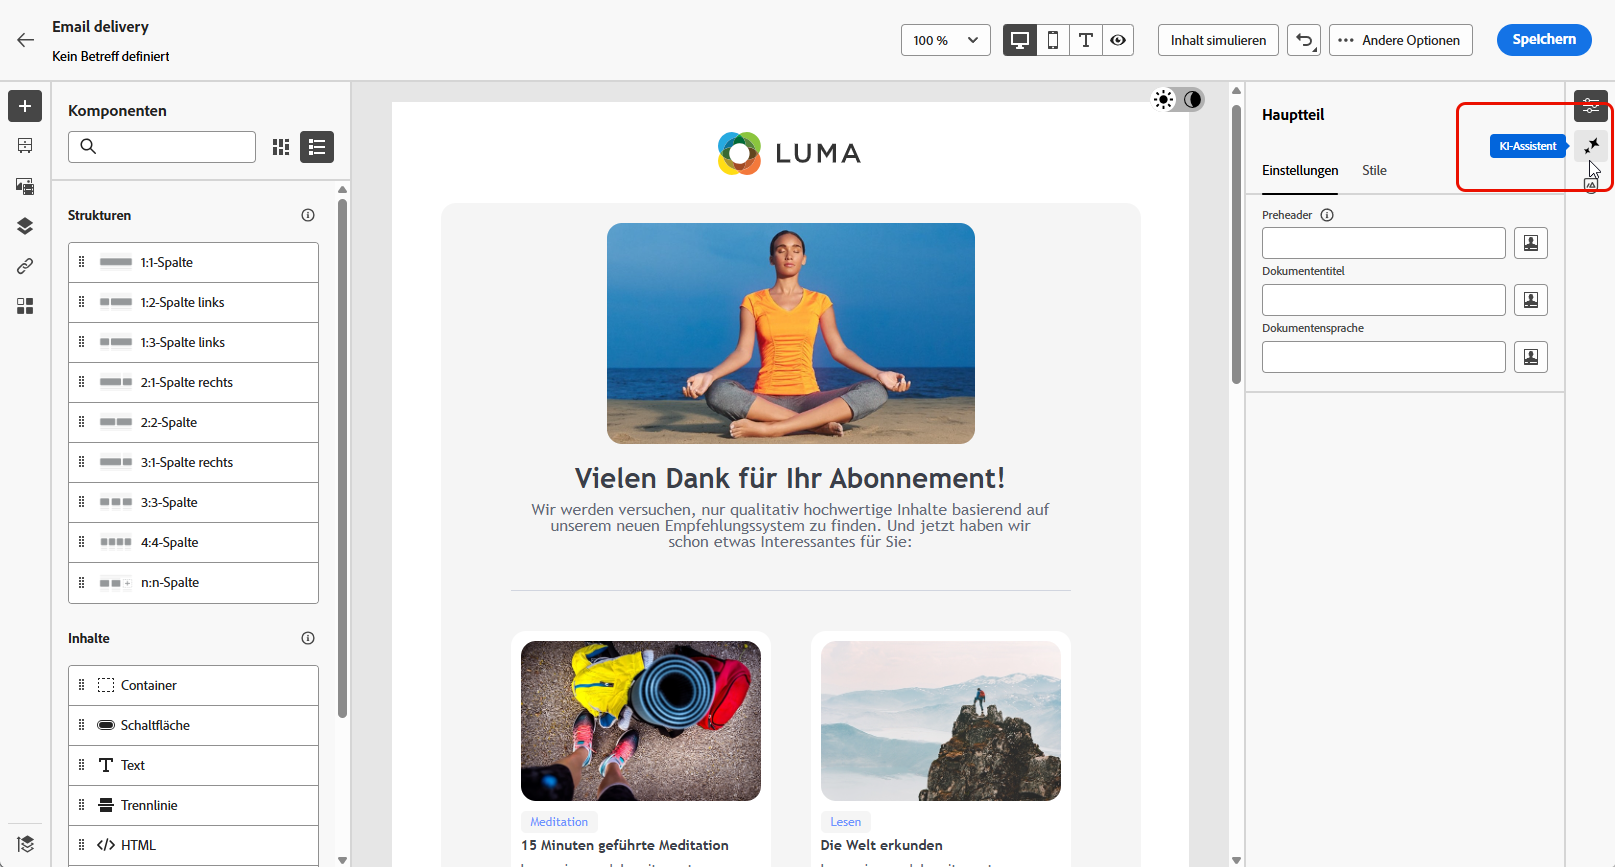 Email delivery
Kein Betreff definiert
100 %
Inhalt simulieren
Andere Optionen
Speichern
Komponenten
Strukturen
1:1-Spalte
1:2-Spalte links
1:3-Spalte links
2:1-Spalte rechts
2:2-Spalte
3:1-Spalte rechts
3:3-Spalte
4:4-Spalte
n:n-Spalte
Inhalte
Container
Schaltfläche
Text
Trennlinie
HTML
LUMA
Vielen Dank für Ihr Abonnement!
Wir werden versuchen, nur qualitativ hochwertige Inhalte basierend auf
unserem neuen Empfehlungssystem zu finden. Und jetzt haben wir
schon etwas Interessantes für Sie:
Meditation
15 Minuten geführte Meditation
Lesen
Die Welt erkunden
Hauptteil
KI-Assistent
Einstellungen
Stile
Preheader
Dokumententitel
Dokumentensprache